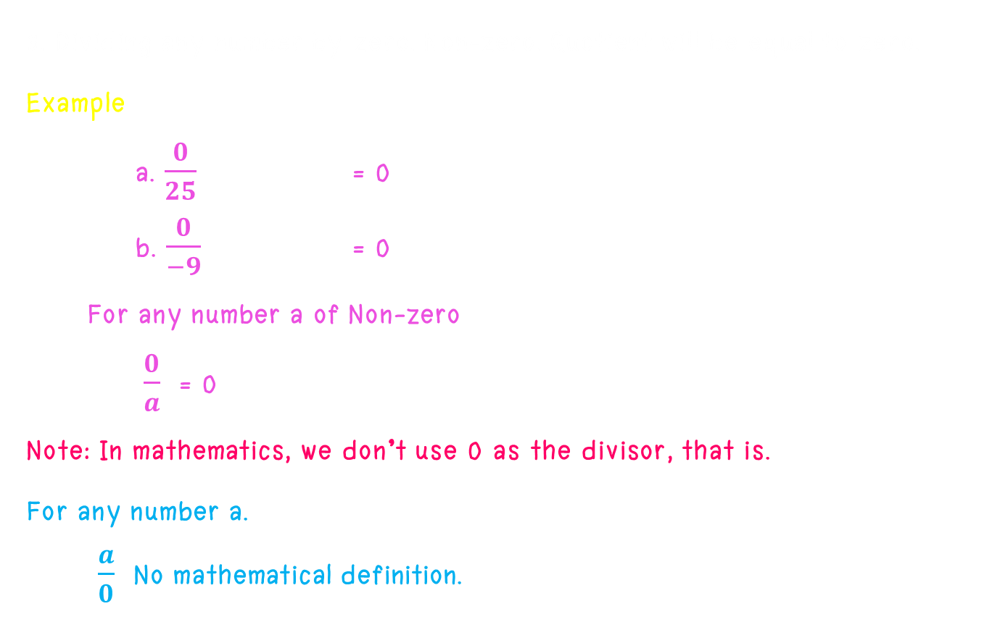 Example
a. 0/25 = 0
b. 0/−9 = 0
For any number a of Non-zero
0/a = 0
Note: In mathematics, we don’t use 0 as the divisor, that is.
For any number a.
a/0 No mathematical definition.